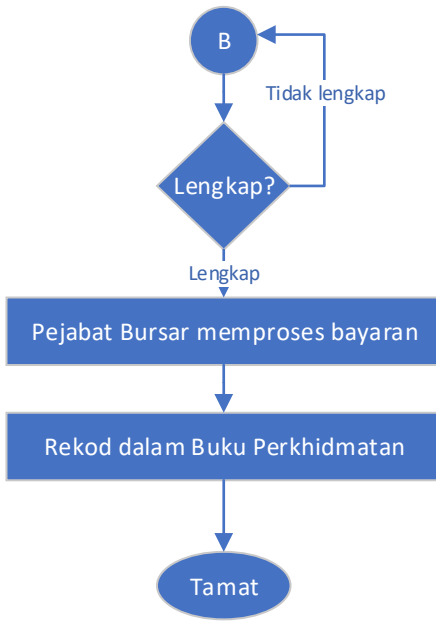 B
Tidak lengkap
Lengkap?
Lengkap
Pejabat Bursar memproses bayaran
Rekod dalam Buku Perkhidmatan
Tamat